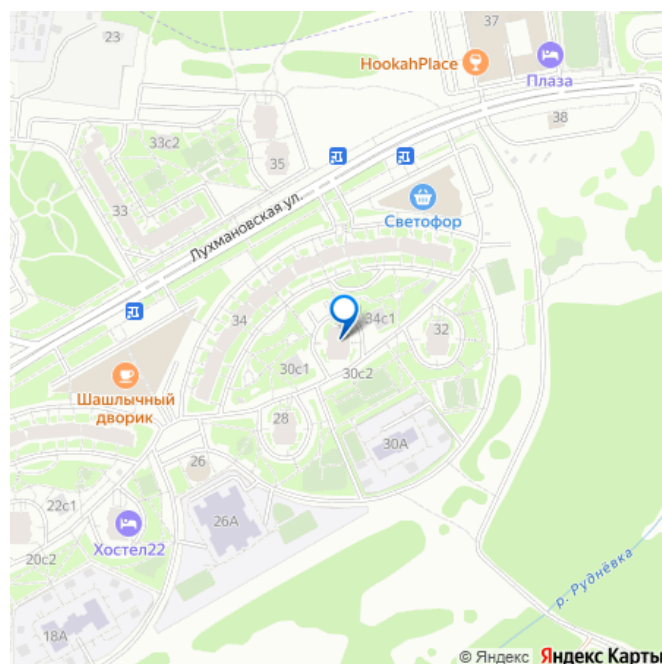 37
23
HookahPlace
Плаза
38
33с2
35
33
Лухмановская ул.
Светофор
34
34с1
32
30с1
30с2
Шашлычный
дворик
28
30А
26
22с1
26А
Хостел22
20с2
р. Руднёвка
18А
© Яндекс Яндекс Карты